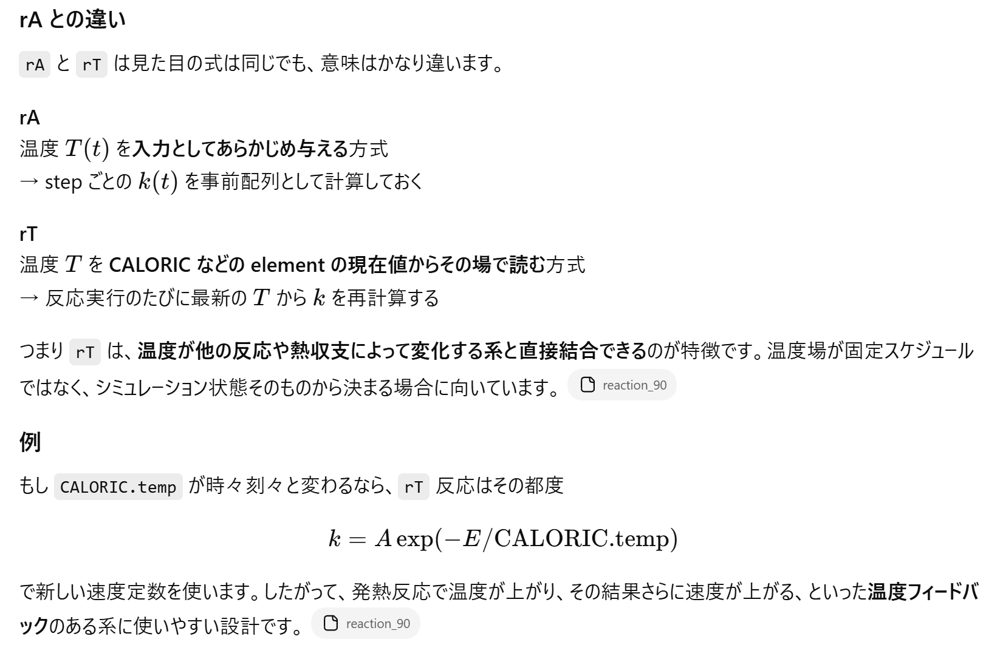 rA との違い
rA と rT は見た目の式は同じでも、意味はかなり違います。
rA
温度 T(t) を入力としてあらかじめ与える方式
→ step ごとの k(t) を事前配列として計算しておく
rT
温度 T を CALORIC などの element の現在値からその場で読む方式
→ 反応実行のたびに最新の T から k を再計算する
つまり rT は、温度が他の反応や熱収支によって変化する系と直接結合できるのが特徴です。温度場が固定スケジュール
ではなく、シミュレーション状態そのものから決まる場合に向いています。 reaction_90
例
もし CALORIC.temp が時々刻々と変わるなら、rT 反応はその都度
k = A exp(−E/CALORIC.temp)
で新しい速度定数を使います。したがって、発熱反応で温度が上がり、その結果さらに速度が上がる、といった温度フィードバ
ックのある系に使いやすい設計です。 reaction_90